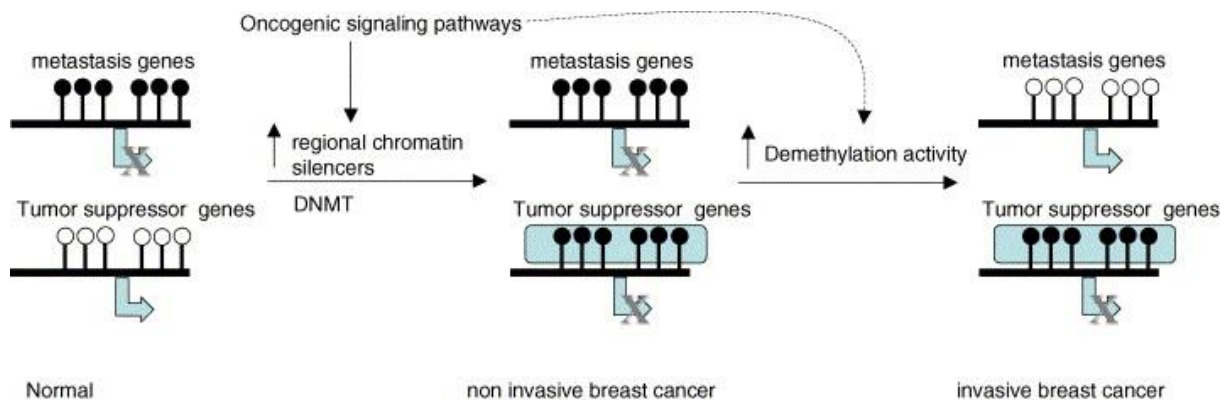 Oncogenic signaling pathways
metastasis genes
metastasis genes
metastasis genes
regional chromatin
silencers
DNMT
Demethylation activity
X
X
Tumor suppressor genes
Tumor suppressor genes
Tumor suppressor genes
X
X
Normal
non invasive breast cancer
invasive breast cancer